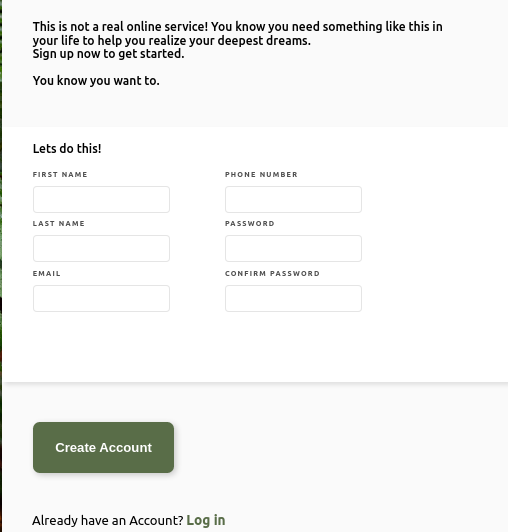 This is not a real online service! You know you need something like this in
your life to help you realize your deepest dreams.
Sign up now to get started.
You know you want to.
Lets do this!
FIRST NAME
PHONE NUMBER
LAST NAME
PASSWORD
EMAIL
CONFIRM PASSWORD
Create Account
Already have an Account? Log in